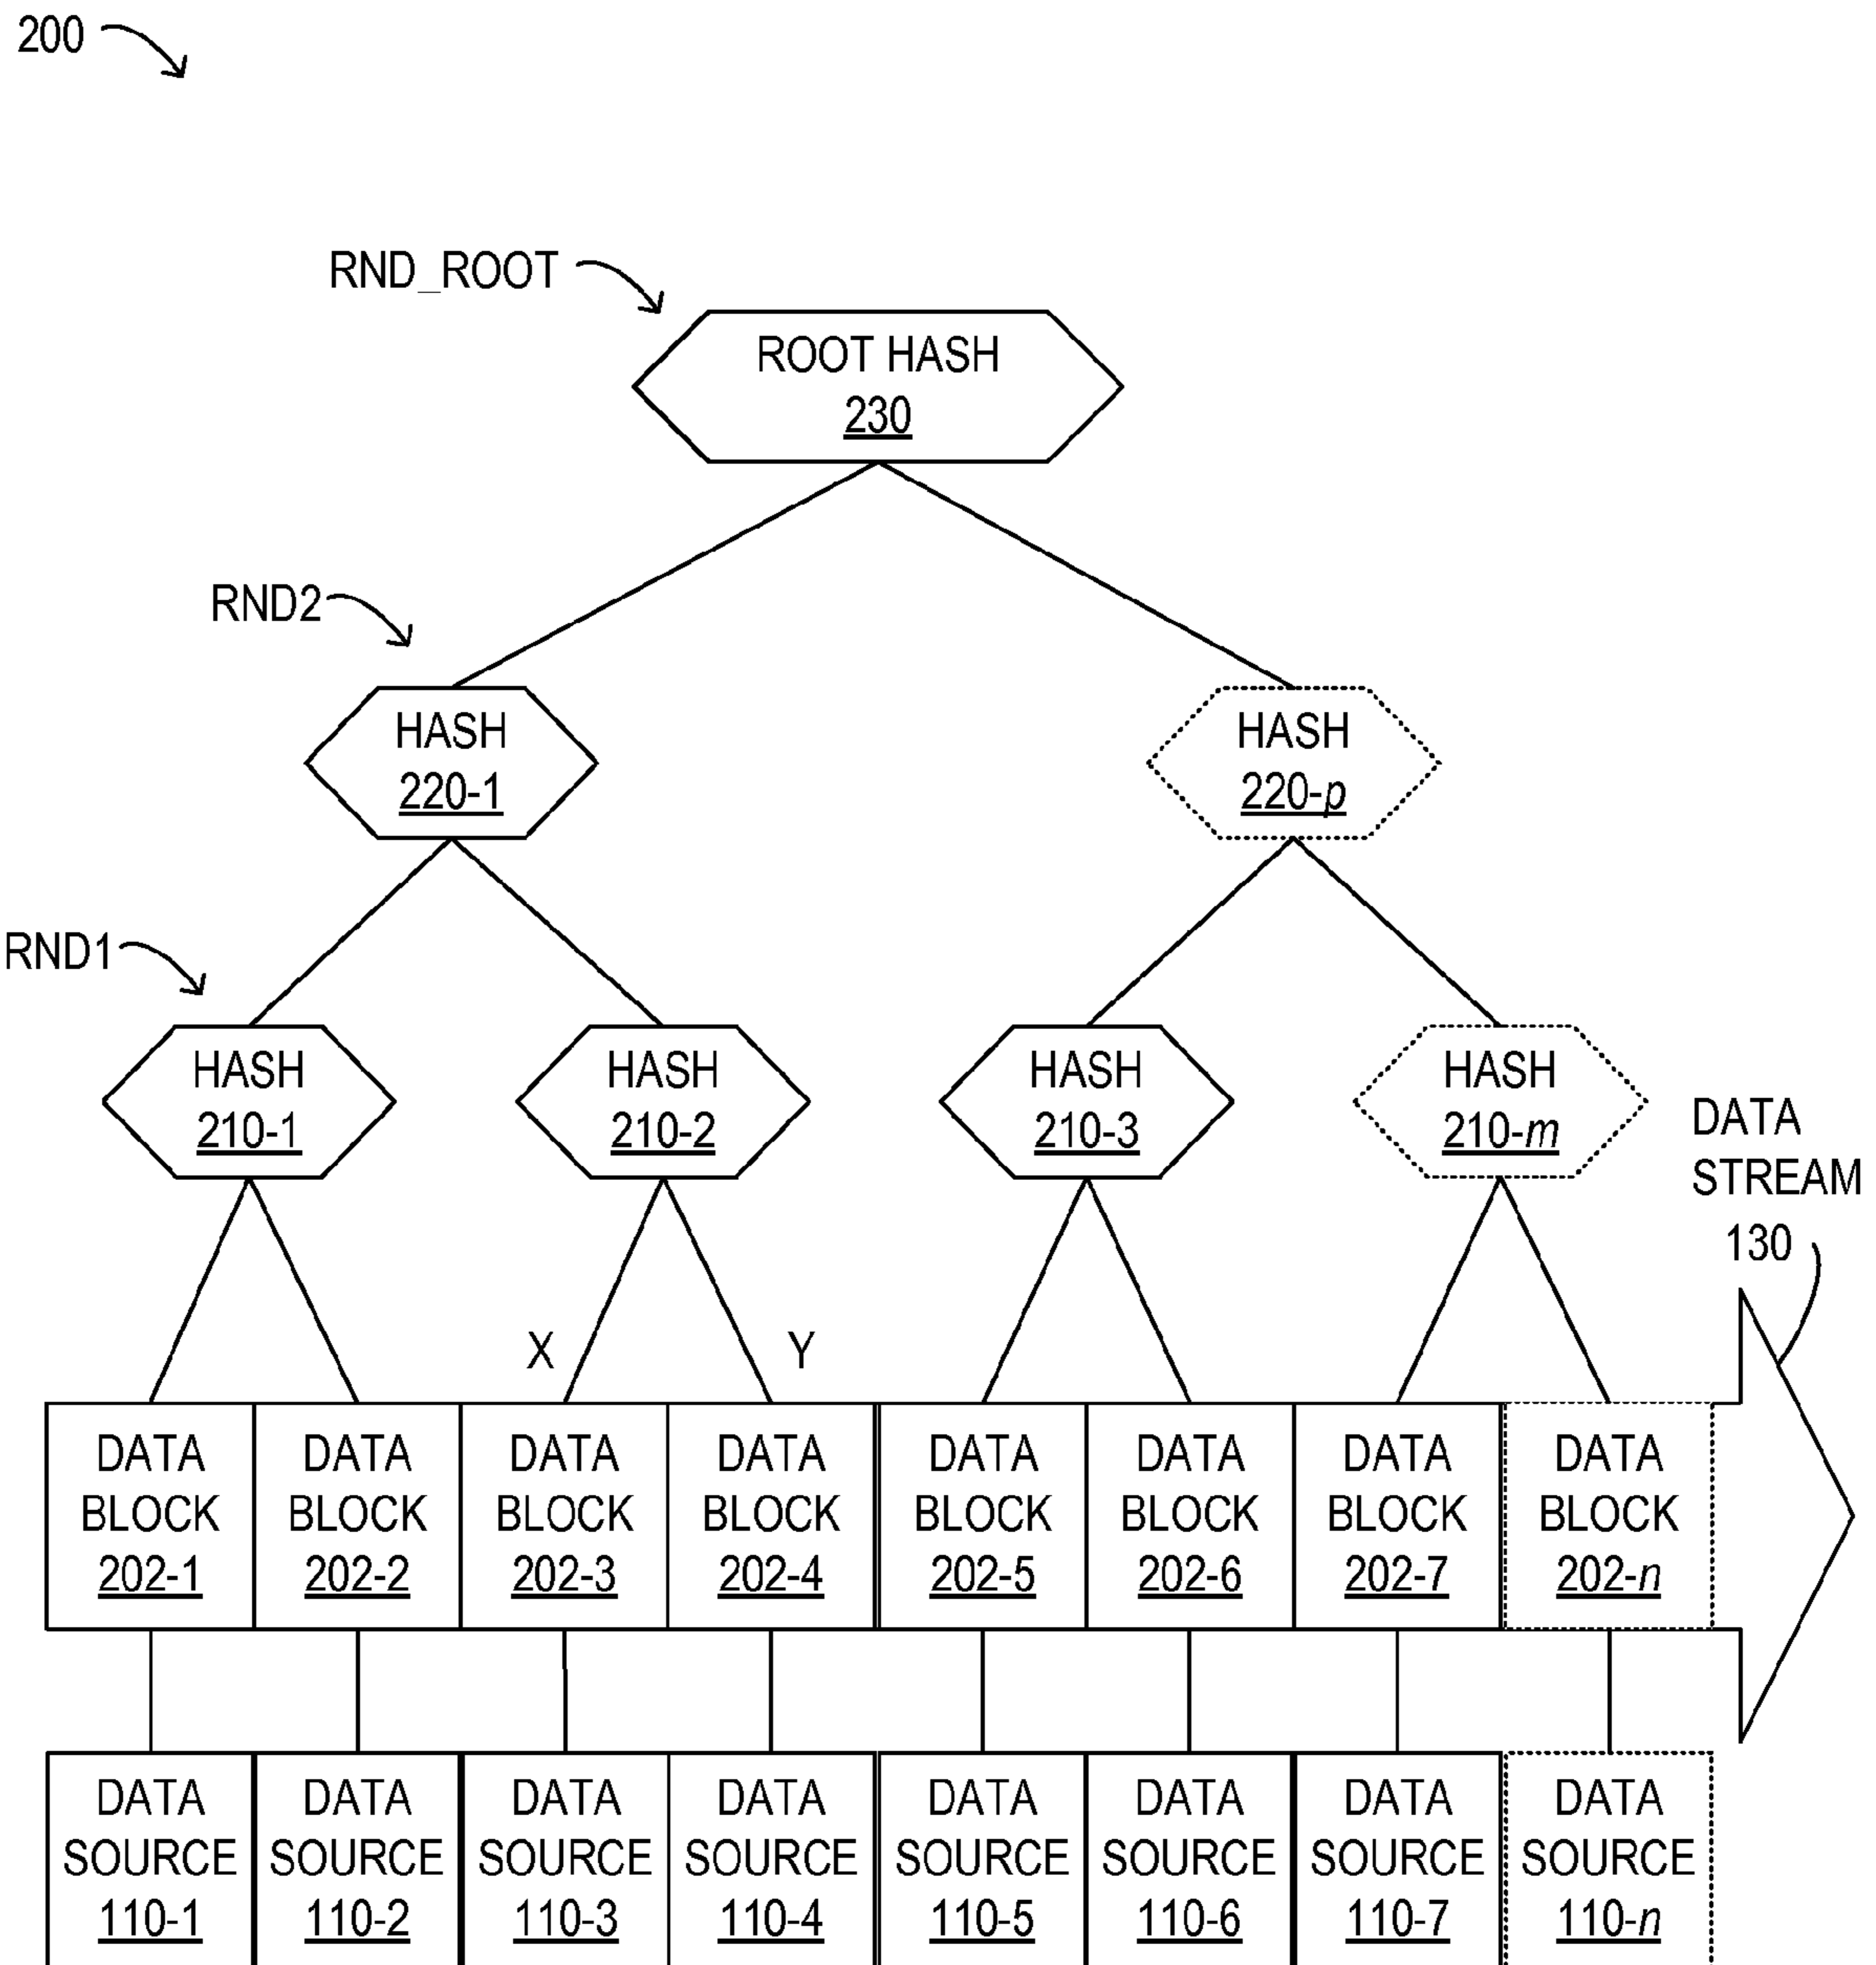 200
RND_ROOT
ROOT HASH
230
RND2
HASH
220-1
HASH
220-p
RND1
HASH
210-1
HASH
210-2
HASH
210-3
HASH
210-m
DATA
STREAM
130
X
Y
DATA
BLOCK
202-1
DATA
BLOCK
202-2
DATA
BLOCK
202-3
DATA
BLOCK
202-4
DATA
BLOCK
202-5
DATA
BLOCK
202-6
DATA
BLOCK
202-7
DATA
BLOCK
202-n
DATA
SOURCE
110-1
DATA
SOURCE
110-2
DATA
SOURCE
110-3
DATA
SOURCE
110-4
DATA
SOURCE
110-5
DATA
SOURCE
110-6
DATA
SOURCE
110-7
DATA
SOURCE
110-n